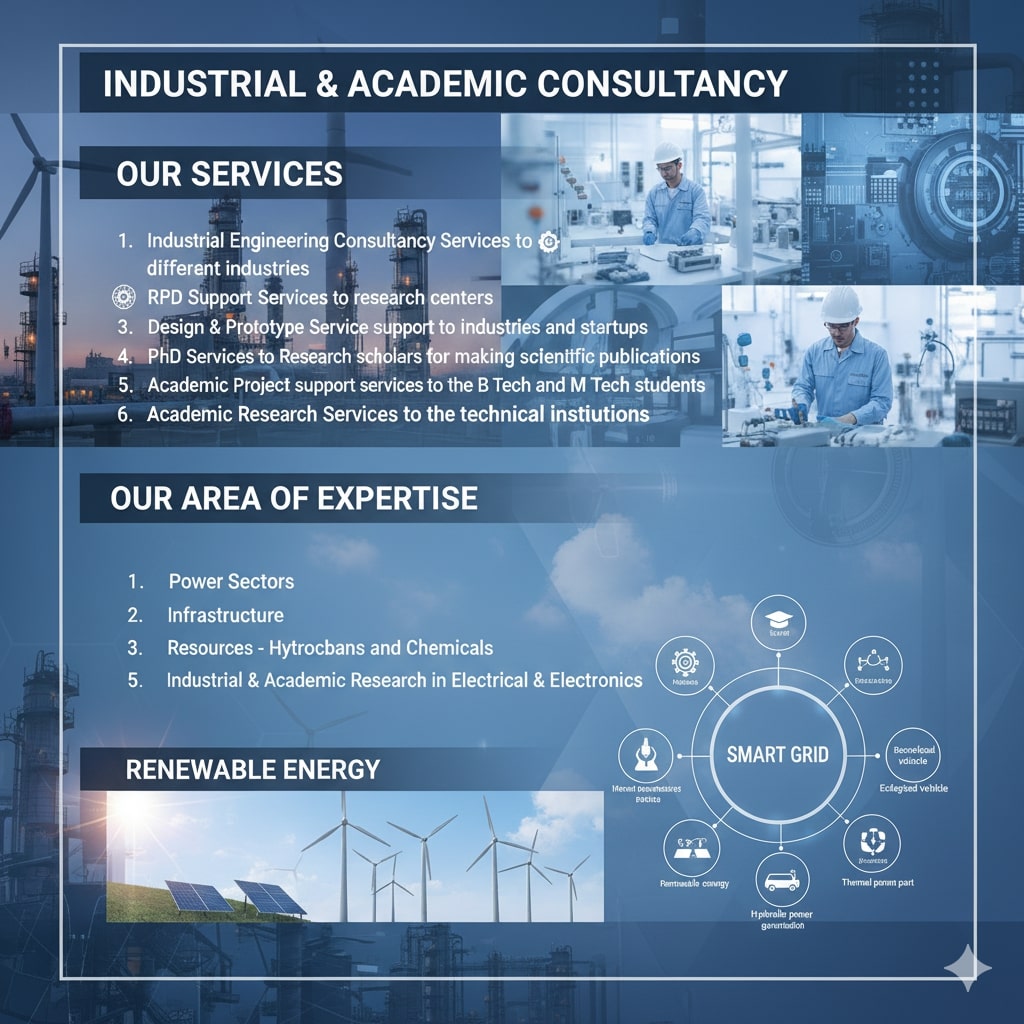 INDUSTRIAL & ACADEMIC CONSULTANCY
OUR SERVICES
1. Industrial Engineering Consultancy Services to
different industries
RPD Support Services to research centers
3. Design & Prototype Service support to industries and startups
4. PhD Services to Research scholars for making scientific publications
5. Academic Project support services to the B Tech and M Tech students
6. Academic Research Services to the technical instiutions
OUR AREA OF EXPERTISE
1. Power Sectors
2. Infrastructure
3. Resources - Hytrocbans and Chemicals
5. Industrial & Academic Research in Electrical & Electronics
RENEWABLE ENERGY
SMART GRID
vehicle
Thermal part